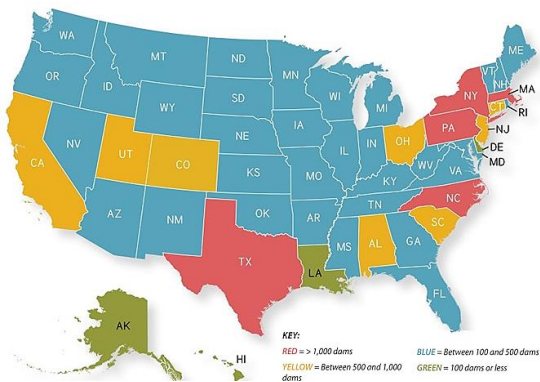 WA
MT
ND
MN
ME
VT
NH
OR
ID
SD
WI
MI
NY
MA
WY
CT
RI
NE
IA
PA
NJ
NV
UT
CO
IL
IN
OH
DE
MD
CA
KS
MO
WV
VA
KY
NC
AZ
NM
OK
AR
TN
SC
MS
AL
GA
TX
LA
FL
AK
HI
KEY:
RED = > 1,000 dams
BLUE = Between 100 and 500 dams
YELLOW = Between 500 and 1,000
dams
GREEN = 100 dams or less